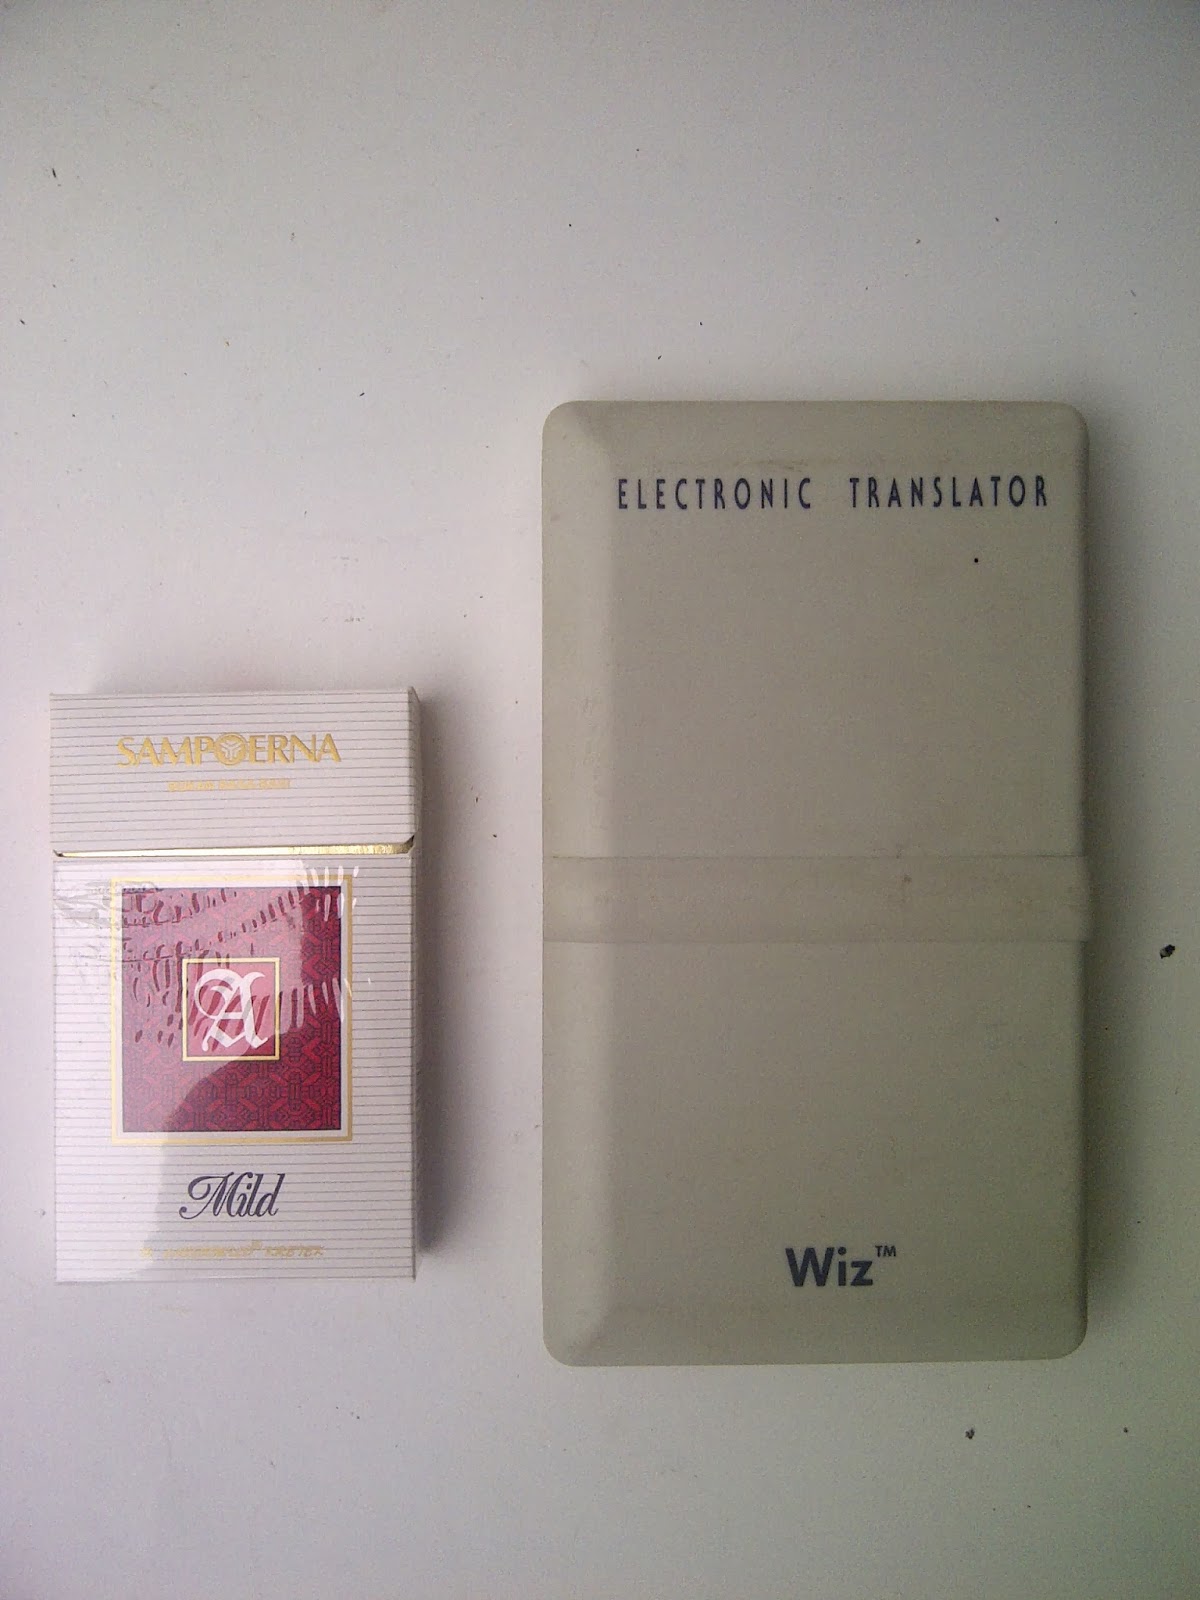 SAMPOERNA
A
Mild
ELECTRONIC TRANSLATOR
Wiz™